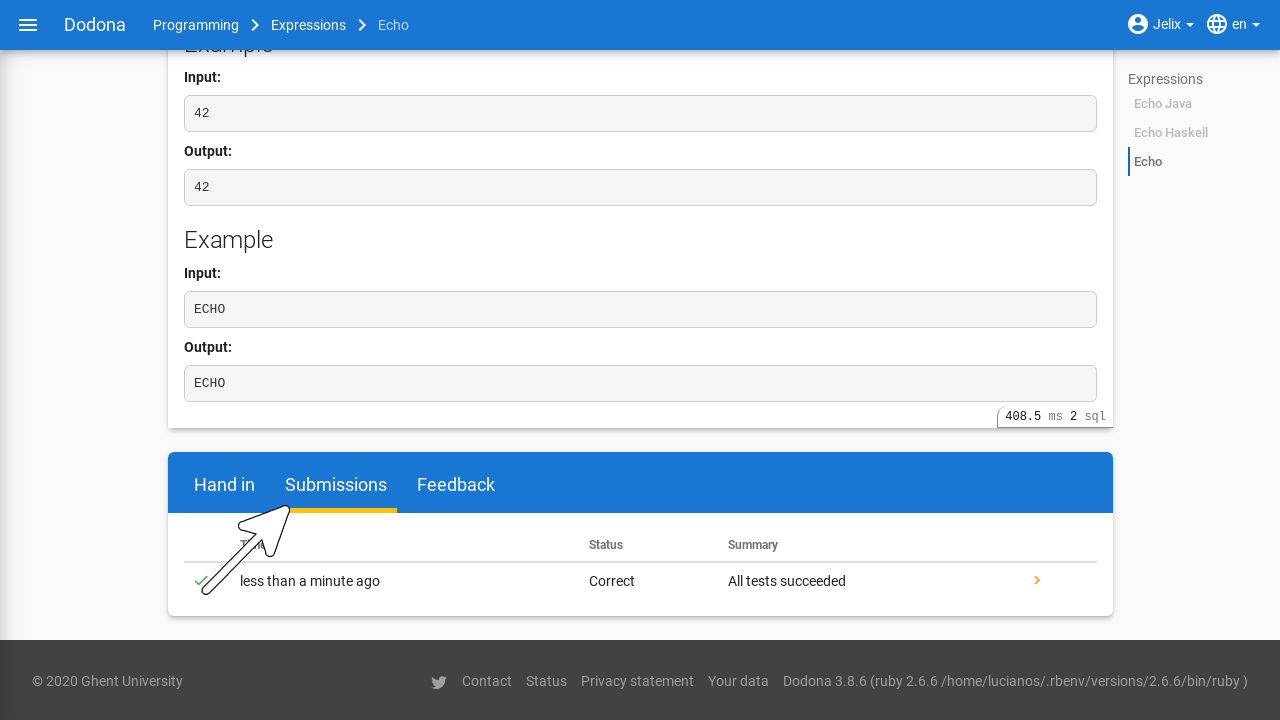 Dodona Programming Expressions Echo Jelix en
Example
Expressions
Echo Java
Echo Haskell
Echo
Input:
42
Output:
42
Example
Input:
ECHO
Output:
ECHO
408.5 ms 2 sql
Hand in Submissions Feedback
Status Summary
less than a minute ago Correct All tests succeeded
© 2020 Ghent University Contact Status Privacy statement Your data Dodona 3.8.6 (ruby 2.6.6 /home/lucianos/.rbenv/versions/2.6.6/bin/ruby )